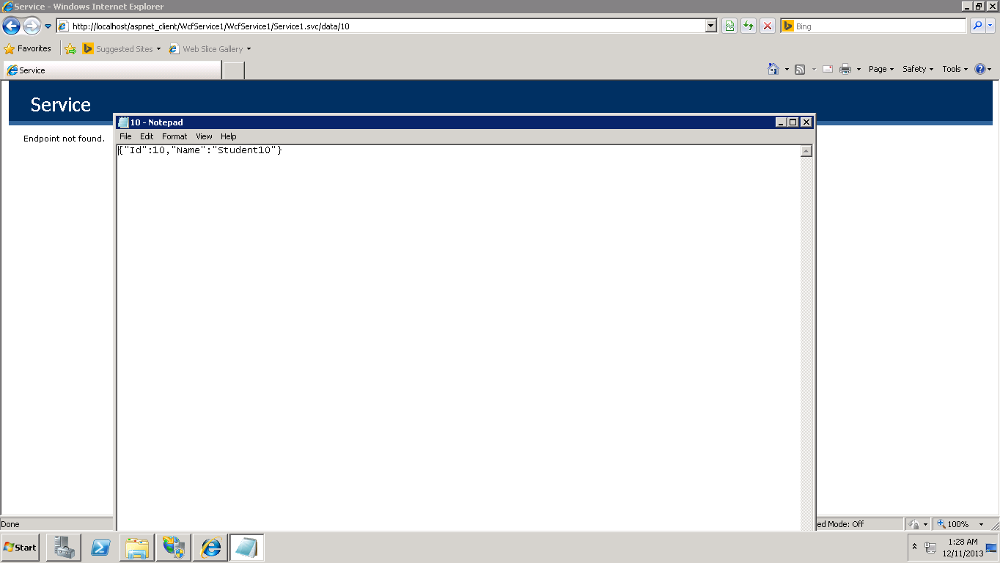 Service - Windows Internet Explorer
http://localhost/aspnet_client/WcfService1/WcfService1/Service1.svc/data/10
Bing
Favorites
Suggested Sites
Web Slice Gallery
Service
Page
Safety
Tools
Service
Endpoint not found.
10 - Notepad
File Edit Format View Help
{"Id":10,"Name":"Student10"}
Done
ed Mode: Off
100%
Start
1:28 AM
12/11/2013